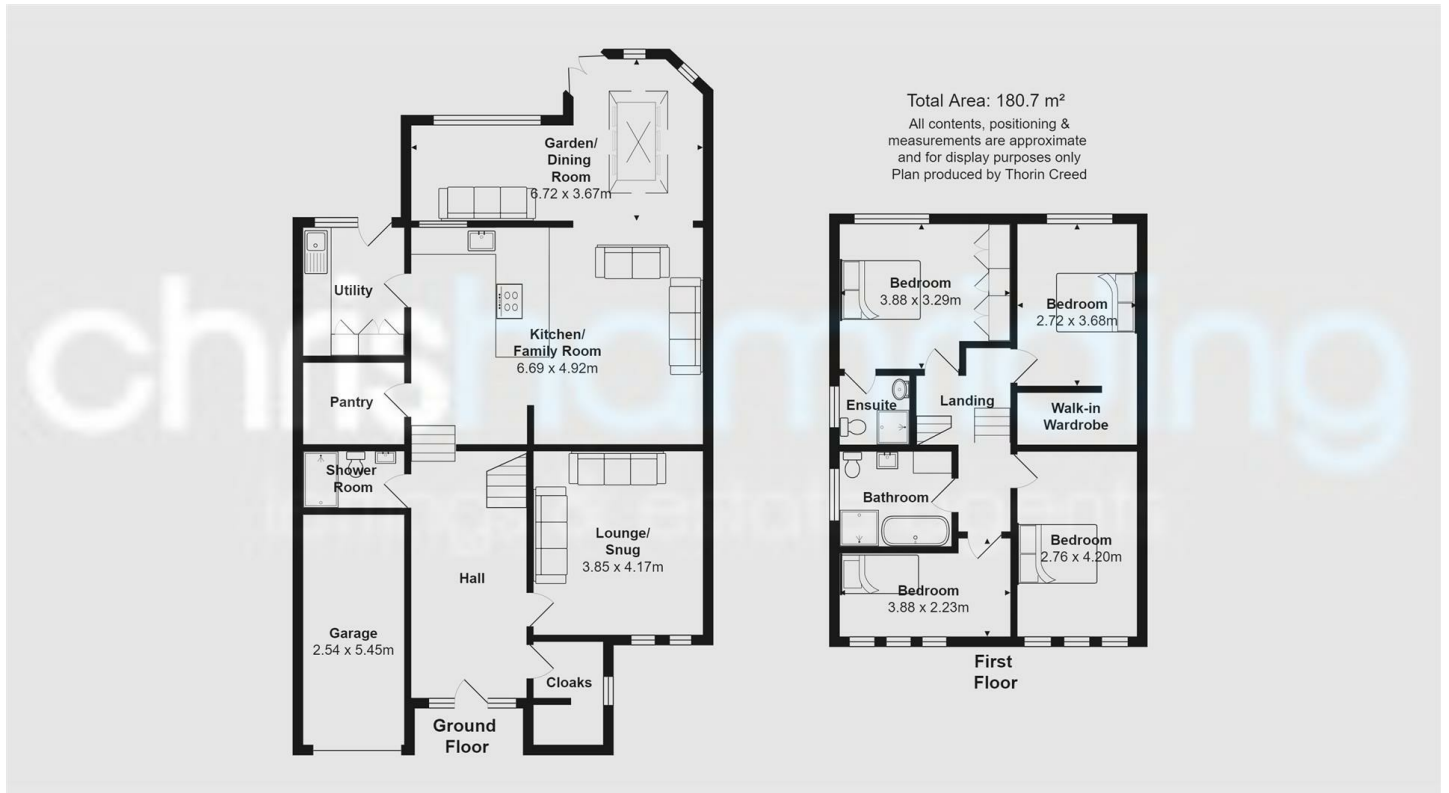 Total Area: 180.7 m²
All contents, positioning &
measurements are approximate
and for display purposes only
Plan produced by Thorin Creed
Garden/
Dining
Room
6.72 x 3.67m
Utility
Kitchen/
Family Room
6.69 x 4.92m
Pantry
Shower
Room
Lounge/
Snug
3.85 x 4.17m
Hall
Garage
2.54 x 5.45m
Cloaks
Ground
Floor
Bedroom
3.88 x 3.29m
Bedroom
2.72 x 3.68m
Ensuite
Landing
Walk-in
Wardrobe
Bathroom
Bedroom
2.76 x 4.20m
Bedroom
3.88 x 2.23m
First
Floor